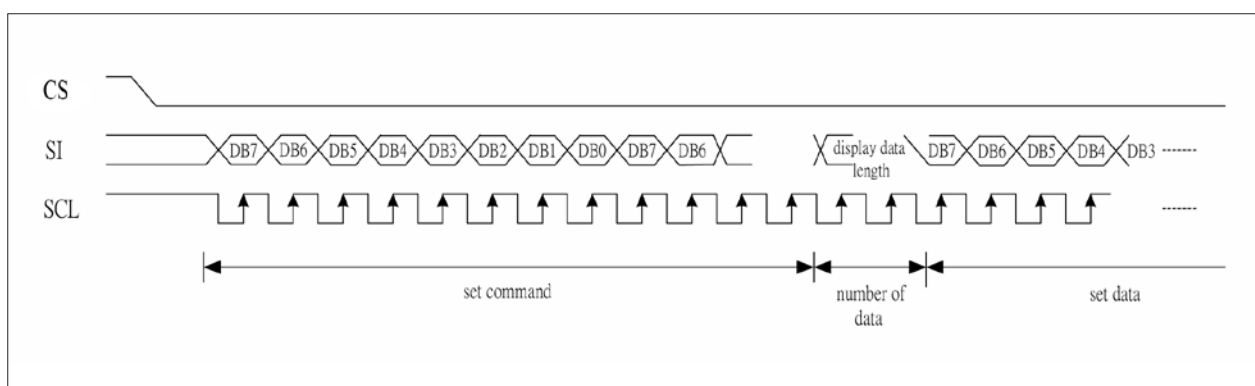 CS
SI DB7 DB6 DB5 DB4 DB3 DB2 DB1 DB0 DB7 DB6 display data length DB7 DB6 DB5 DB4 DB3 -------
SCL -------
set command number of data set data